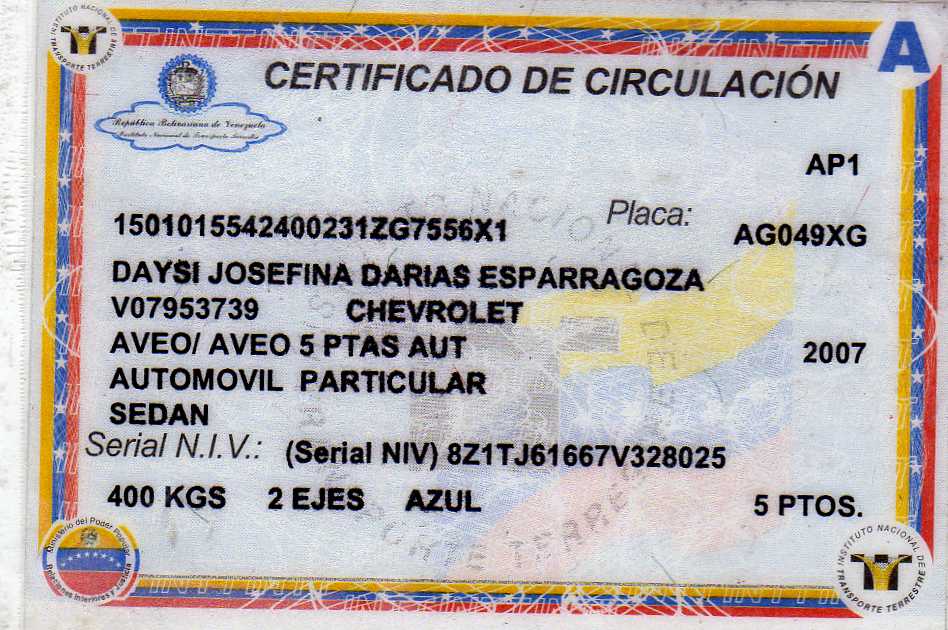 INSTITUTO NACIONAL DE TRANSPORTE TERRESTRE
A
CERTIFICADO DE CIRCULACIÓN
República Bolivariana de Venezuela
Instituto Nacional de Transporte Terrestre
AP1
1501015542400231ZG7556X1 Placa: AG049XG
DAYSI JOSEFINA DARIAS ESPARRAGOZA
V07953739 CHEVROLET
AVEO/ AVEO 5 PTAS AUT 2007
AUTOMOVIL PARTICULAR
SEDAN
Serial N.I.V.: (Serial NIV) 8Z1TJ61667V328025
400 KGS 2 EJES AZUL 5 PTOS.
Ministerio del Poder Popular
Relaciones Interiores y Justicia
INSTITUTO NACIONAL DE TRANSPORTE TERRESTRE